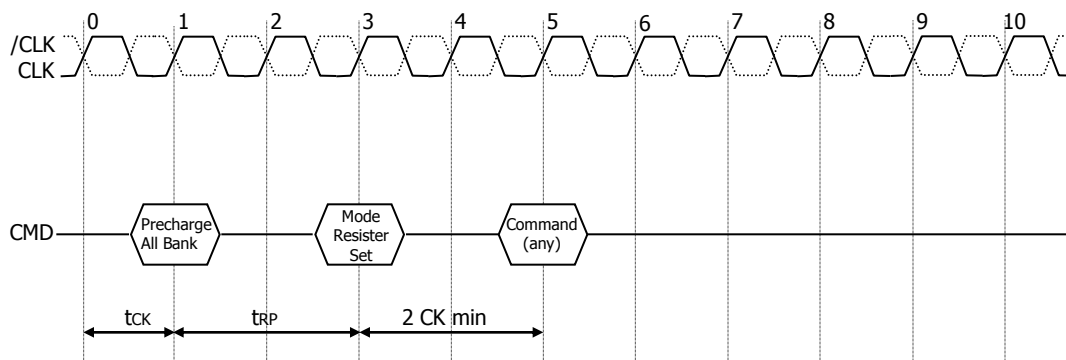 0 1 2 3 4 5 6 7 8 9 10
/CLK
CLK
CMD
Precharge
All Bank
Mode
Resister
Set
Command
(any)
tCK
tRP
2 CK min